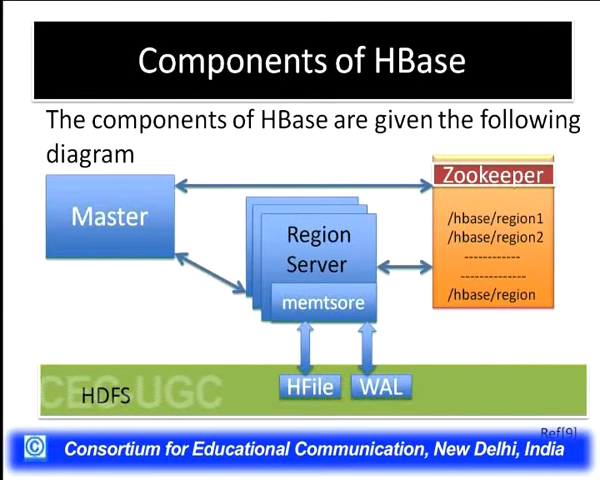 Components of HBase
The components of HBase are given the following
diagram
Zookeeper
Master
/hbase/region1
/hbase/region2
------------
--------------
/hbase/region
Region
Server
memtsore
HFile
WAL
CEC UGC
HDFS
Ref[9]
© Consortium for Educational Communication, New Delhi, India